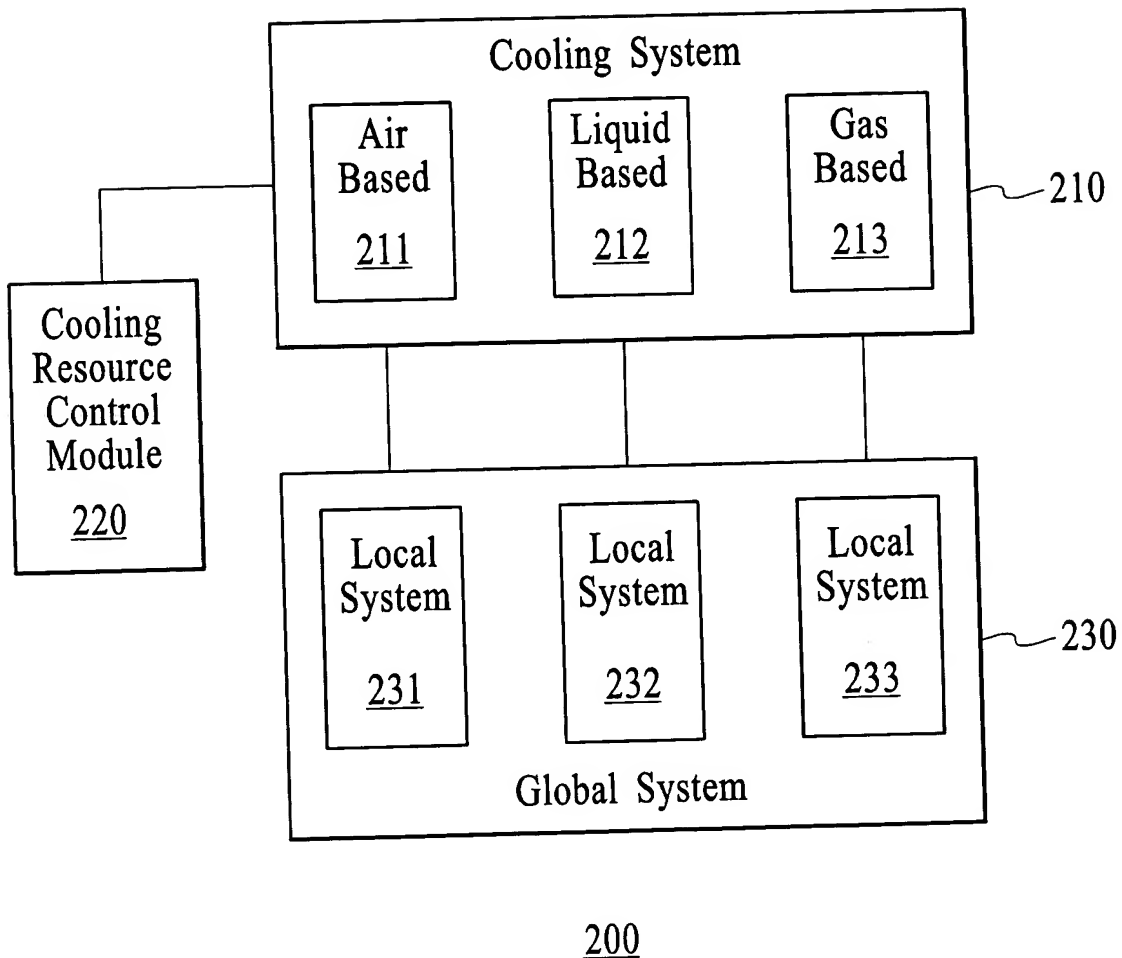 Cooling System
Air
Based
211
Liquid
Based
212
Gas
Based
213
210
Cooling
Resource
Control
Module
220
Local
System
231
Local
System
232
Local
System
233
230
Global System
200